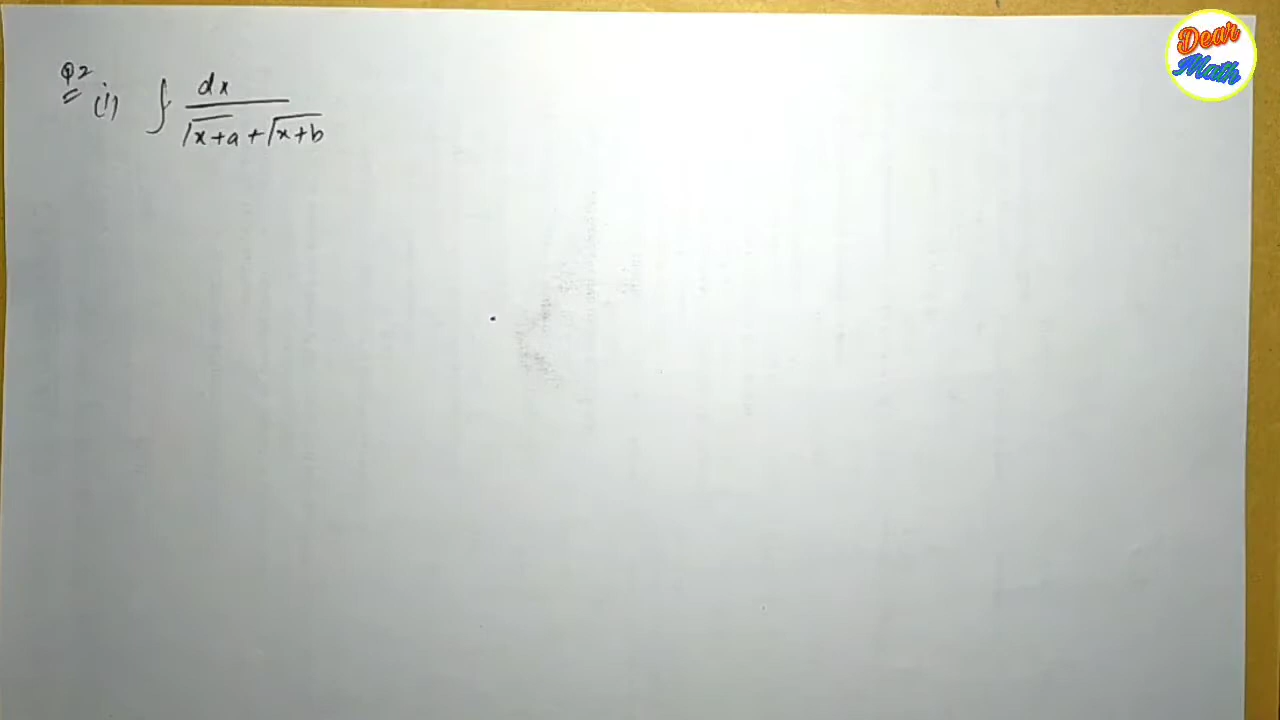 Q2
(i) ∫ dx / √x+a + √x+b
Dear
Math